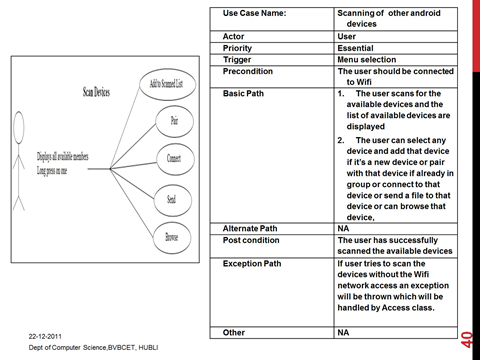 Scan Devices
Add to Scanned List
Pair
Displays all available members
Long press on one
Connect
Send
Browse
Use Case Name: Scanning of other android
devices
Actor User
Priority Essential
Trigger Menu selection
Precondition The user should be connected
to Wifi
Basic Path 1. The user scans for the
available devices and the
list of available devices are
displayed
2. The user can select any
device and add that device
if it's a new device or pair
with that device if already in
group or connect to that
device or send a file to that
device or can browse that
device,
Alternate Path NA
Post condition The user has successfully
scanned the available devices
Exception Path If user tries to scan the
devices without the Wifi
network access an exception
will be thrown which will be
handled by Access class.
Other NA
22-12-2011
Dept of Computer Science,BVBCET, HUBLI
40